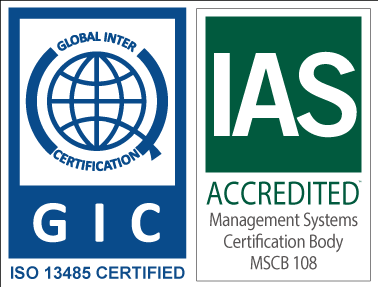 GLOBAL INTER
CERTIFICATION
G I C
ISO 13485 CERTIFIED
IAS
ACCREDITED
Management Systems
Certification Body
MSCB 108